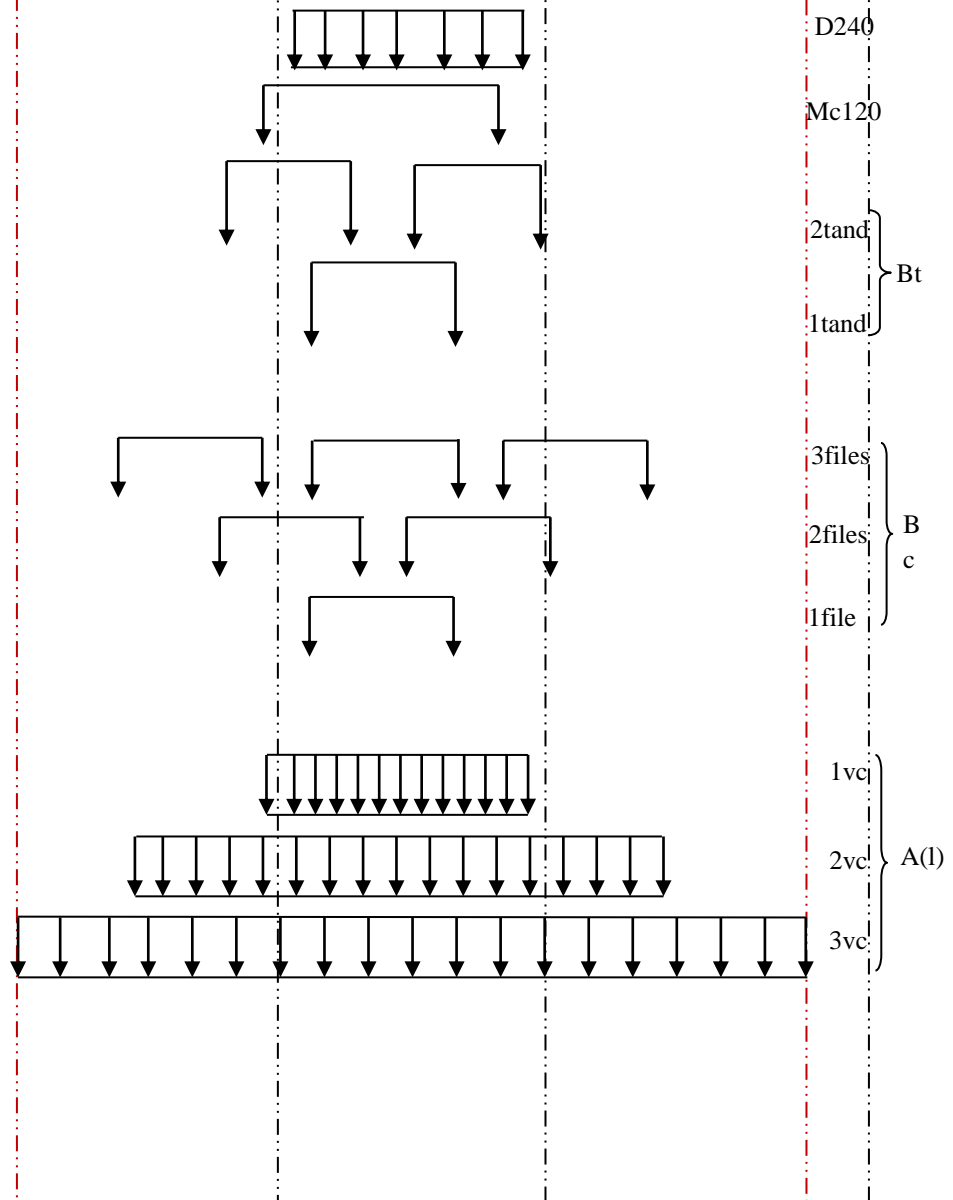 D240
Mc120
2tand
Bt
1tand
3files
2files
B
c
1file
1vc
2vc
A(l)
3vc